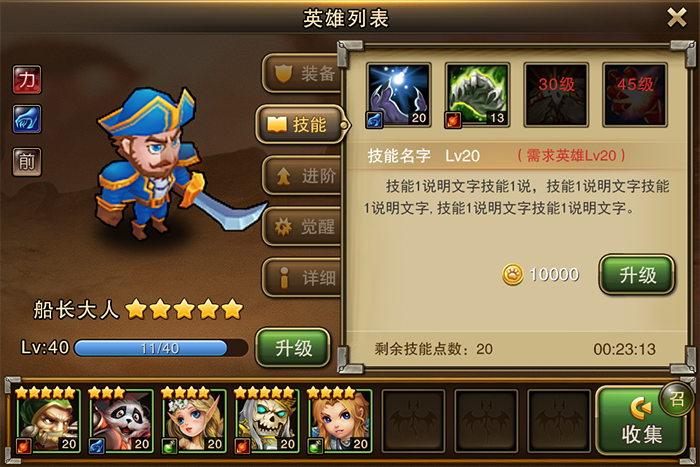 英雄列表
力
前
装备
技能
进阶
觉醒
详细
20
13
30级
45级
技能名字 Lv20 （需求英雄Lv20）
技能1说明文字技能1说，技能1说明文字技能
1说明文字,技能1说明文字技能1说明文字。
10000
升级
剩余技能点数：20
00:23:13
船长大人
Lv:40
11/40
升级
20
20
20
20
20
召
收集